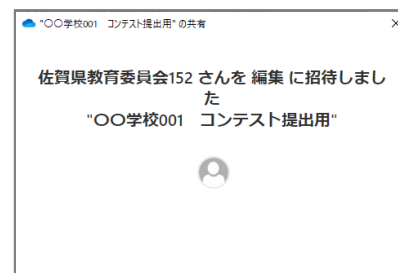 "〇〇学校001　コンテスト提出用" の共有
佐賀県教育委員会152 さんを 編集 に招待しまし
た
"〇〇学校001　コンテスト提出用"